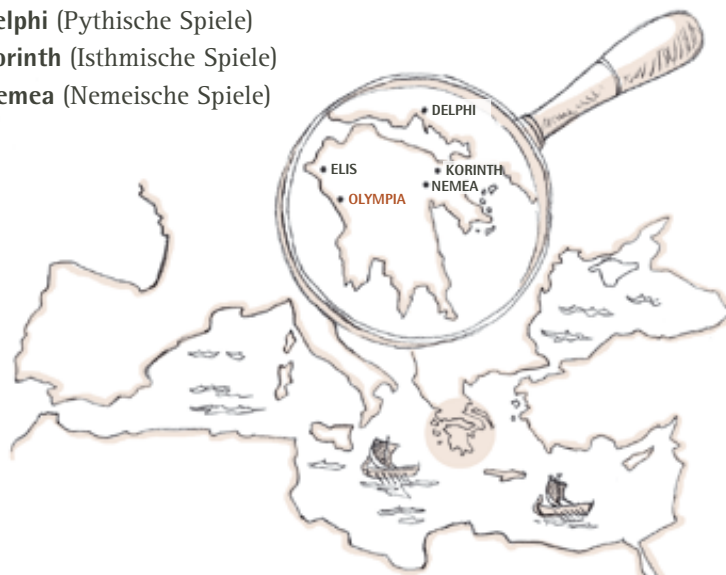 elphi (Pythische Spiele)
orinth (Isthmische Spiele)
emea (Nemeische Spiele)
DELPHI
ELIS
KORINTH
NEMEA
OLYMPIA